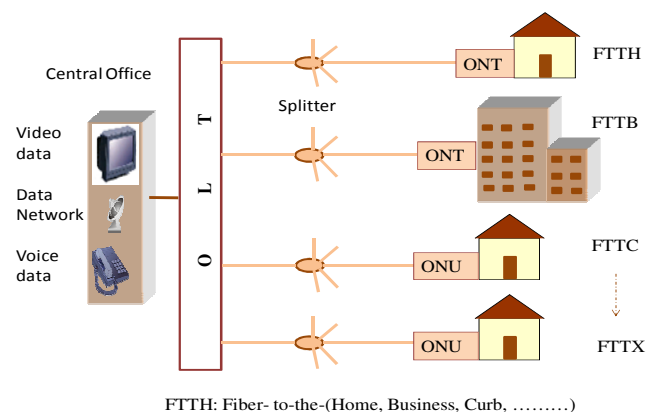 Central Office
Video
data
Data
Network
Voice
data
O L T
Splitter
ONT
FTTH
ONT
FTTB
ONU
FTTC
ONU
FTTX
FTTH: Fiber- to-the-(Home, Business, Curb, ………)